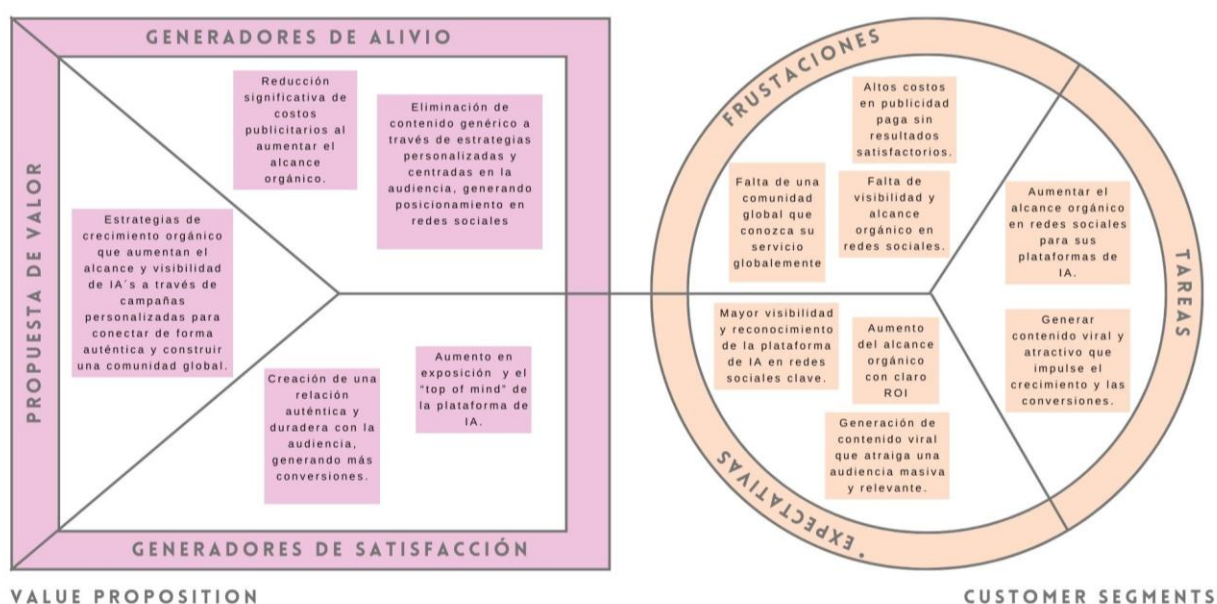 GENERADORES DE ALIVIO
Reducción
significativa de
costos
publicitarios al
aumentar el
alcance
orgánico.
Eliminación de
contenido genérico a
través de estrategias
personalizadas y
centradas en la
audiencia, generando
posicionamiento en
redes sociales
PROPUESTA DE VALOR
Estrategias de
crecimiento orgánico
que aumentan el
alcance y visibilidad
de IA´s a través de
campañas
personalizadas para
conectar de forma
auténtica y construir
una comunidad global.
Creación de una
relación
auténtica y
duradera con la
audiencia,
generando más
conversiones.
Aumento en
exposición y el
“top of mind” de
la plataforma de
IA.
GENERADORES DE SATISFACCIÓN
VALUE PROPOSITION
FRUSTACIONES
Altos costos
en publicidad
paga sin
resultados
satisfactorios.
Falta de una
comunidad
global que
conozca su
servicio
globalemente
Falta de
visibilidad y
alcance
orgánico en
redes sociales.
Aumentar el
alcance orgánico
en redes sociales
para sus
plataformas de
IA.
TAREAS
Mayor visibilidad
y reconocimiento
de la plataforma
de IA en redes
sociales clave.
Aumento
del alcance
orgánico
con claro
ROI
Generar
contenido viral y
atractivo que
impulse el
crecimiento y las
conversiones.
Generación de
contenido viral
que atraiga una
audiencia masiva
y relevante.
*EXPECTATIVAS
CUSTOMER SEGMENTS